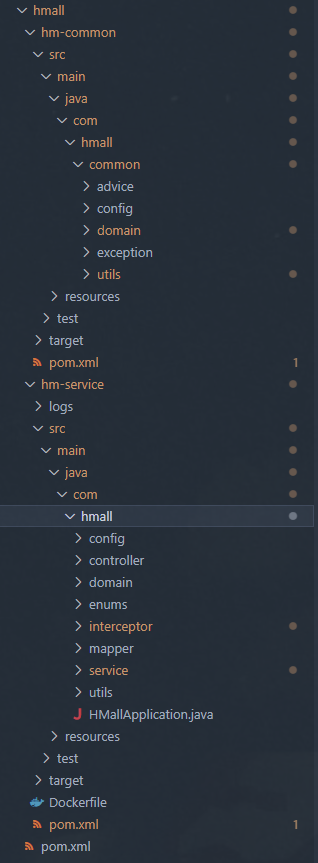 hmall
hm-common
src
main
java
com
hmall
common
advice
config
domain
exception
utils
resources
test
target
pom.xml 1
hm-service
logs
src
main
java
com
hmall
config
controller
domain
enums
interceptor
mapper
service
utils
HMallApplication.java
resources
test
target
Dockerfile
pom.xml 1
pom.xml